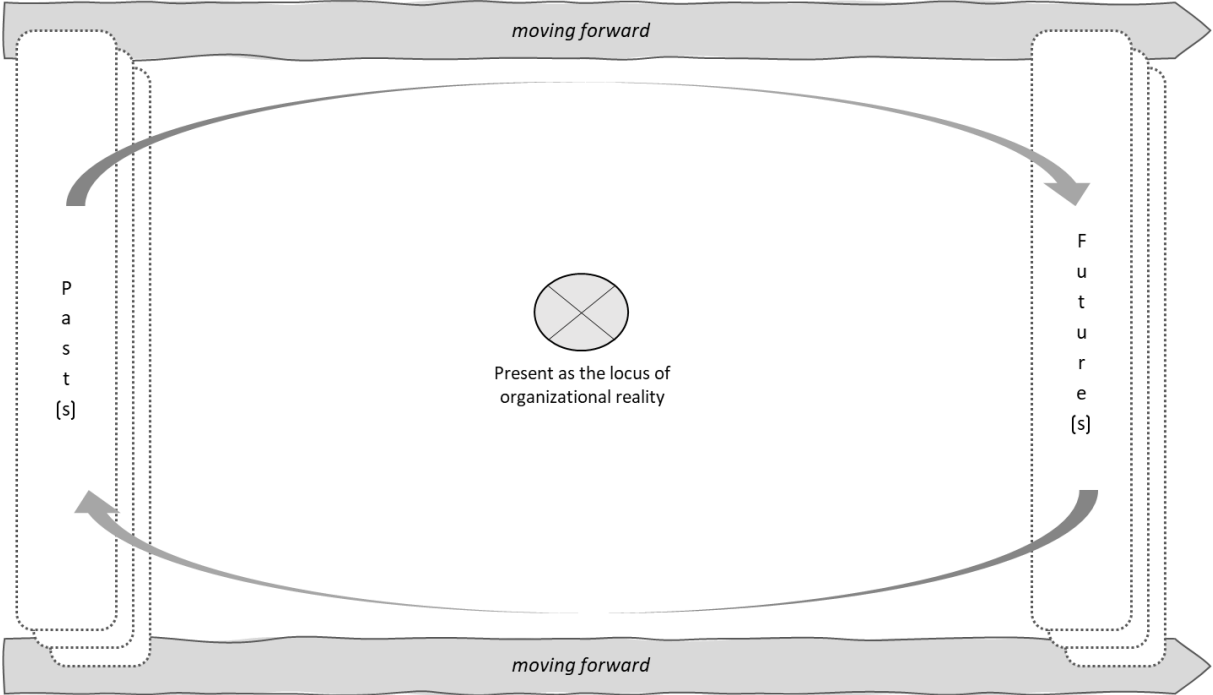 moving forward
P
a
s
t
(s)
F
u
t
u
r
e
(s)
Present as the locus of
organizational reality
moving forward